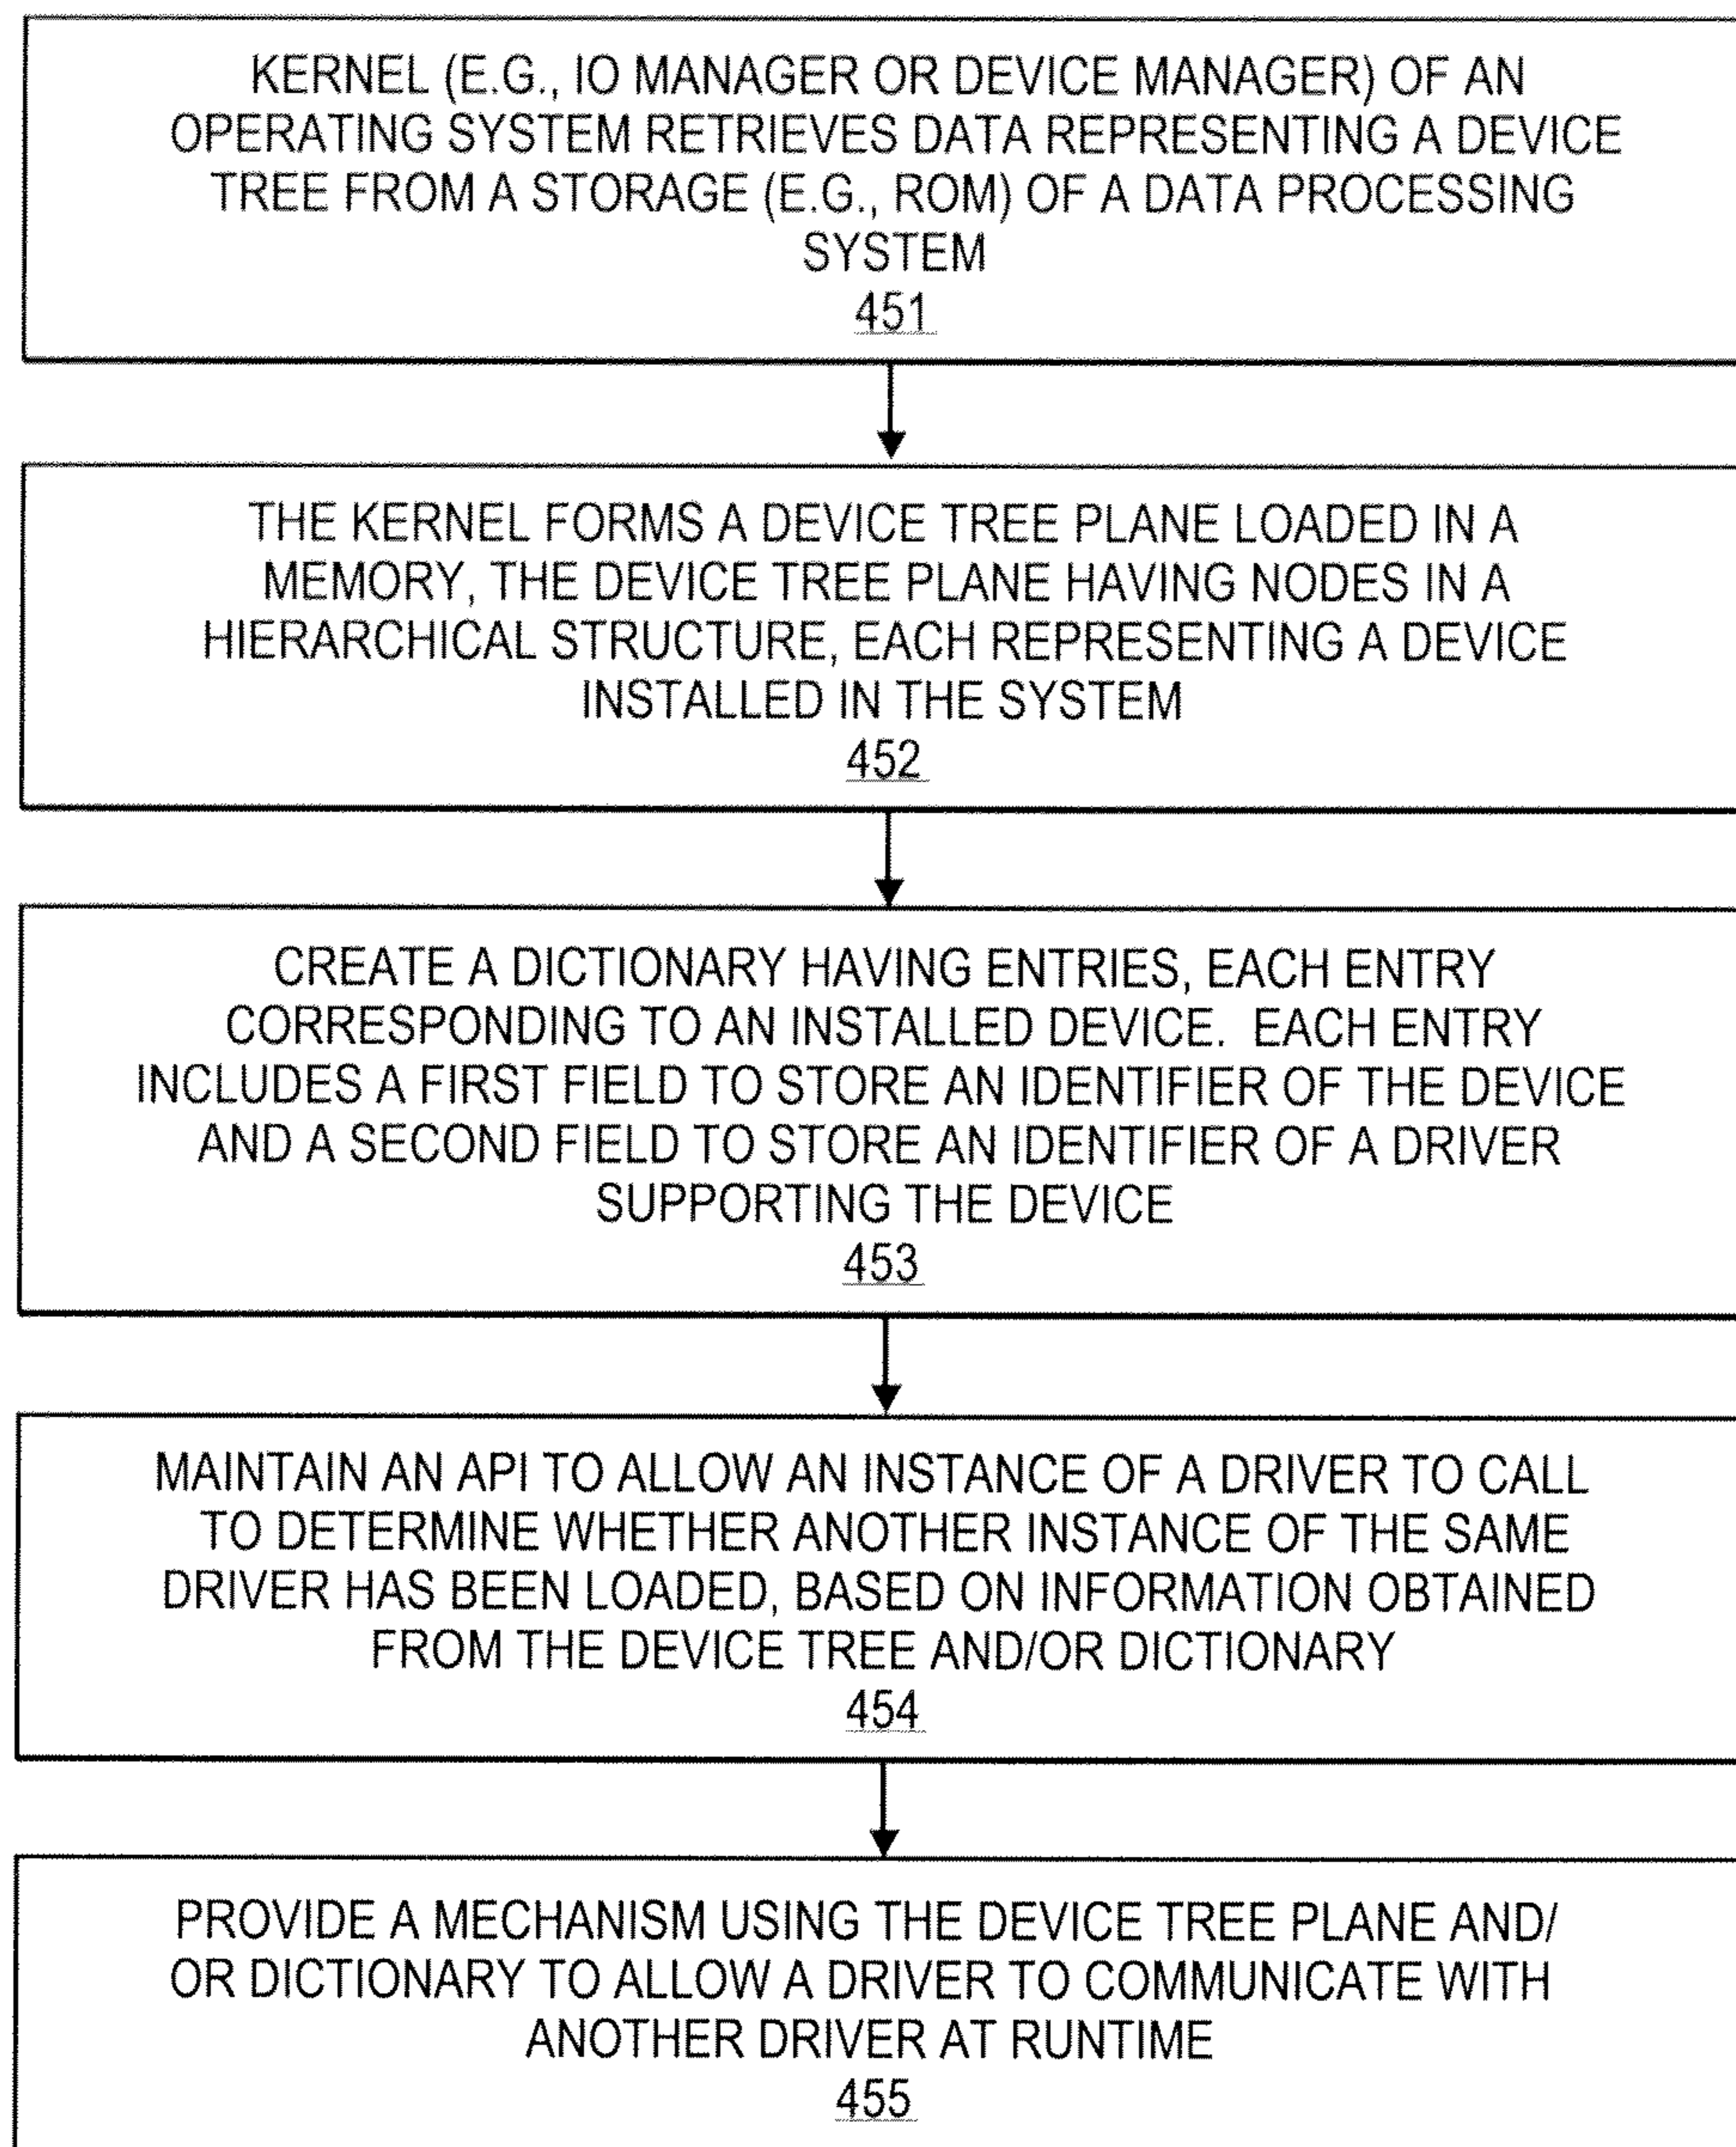 KERNEL (E.G., IO MANAGER OR DEVICE MANAGER) OF AN
OPERATING SYSTEM RETRIEVES DATA REPRESENTING A DEVICE
TREE FROM A STORAGE (E.G., ROM) OF A DATA PROCESSING
SYSTEM
451
THE KERNEL FORMS A DEVICE TREE PLANE LOADED IN A
MEMORY, THE DEVICE TREE PLANE HAVING NODES IN A
HIERARCHICAL STRUCTURE, EACH REPRESENTING A DEVICE
INSTALLED IN THE SYSTEM
452
CREATE A DICTIONARY HAVING ENTRIES, EACH ENTRY
CORRESPONDING TO AN INSTALLED DEVICE. EACH ENTRY
INCLUDES A FIRST FIELD TO STORE AN IDENTIFIER OF THE DEVICE
AND A SECOND FIELD TO STORE AN IDENTIFIER OF A DRIVER
SUPPORTING THE DEVICE
453
MAINTAIN AN API TO ALLOW AN INSTANCE OF A DRIVER TO CALL
TO DETERMINE WHETHER ANOTHER INSTANCE OF THE SAME
DRIVER HAS BEEN LOADED, BASED ON INFORMATION OBTAINED
FROM THE DEVICE TREE AND/OR DICTIONARY
454
PROVIDE A MECHANISM USING THE DEVICE TREE PLANE AND/
OR DICTIONARY TO ALLOW A DRIVER TO COMMUNICATE WITH
ANOTHER DRIVER AT RUNTIME
455